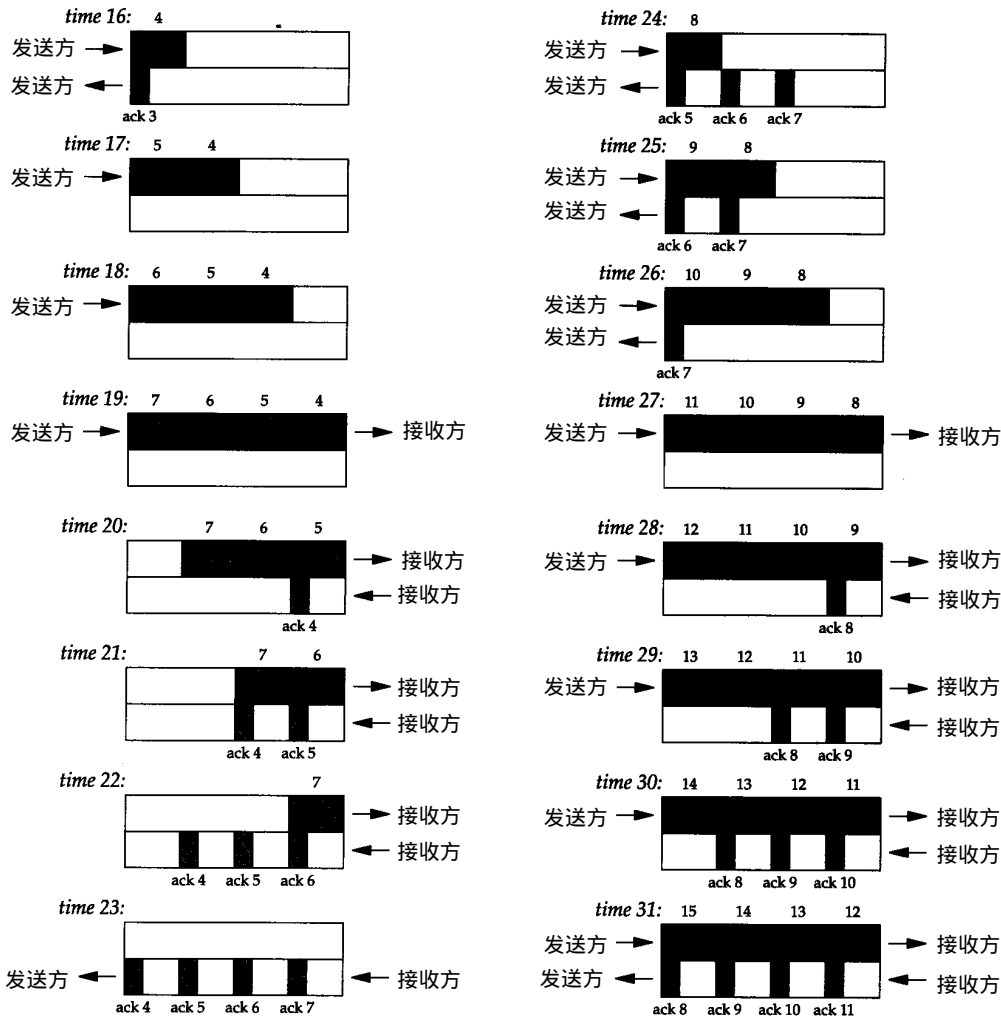 time 16: 4
发送方
发送方
ack 3
time 17: 5 4
发送方
time 18: 6 5 4
发送方
time 19: 7 6 5 4
发送方 接收方
time 20: 7 6 5
接收方
接收方
ack 4
time 21: 7 6
接收方
接收方
ack 4 ack 5
time 22: 7
接收方
接收方
ack 4 ack 5 ack 6
time 23:
发送方 接收方
ack 4 ack 5 ack 6 ack 7
time 24: 8
发送方
发送方
ack 5 ack 6 ack 7
time 25: 9 8
发送方
发送方
ack 6 ack 7
time 26: 10 9 8
发送方
发送方
ack 7
time 27: 11 10 9 8
发送方 接收方
time 28: 12 11 10 9
发送方 接收方
接收方
ack 8
time 29: 13 12 11 10
发送方 接收方
接收方
ack 8 ack 9
time 30: 14 13 12 11
发送方 接收方
接收方
ack 8 ack 9 ack 10
time 31: 15 14 13 12
发送方 接收方
发送方 接收方
ack 8 ack 9 ack 10 ack 11